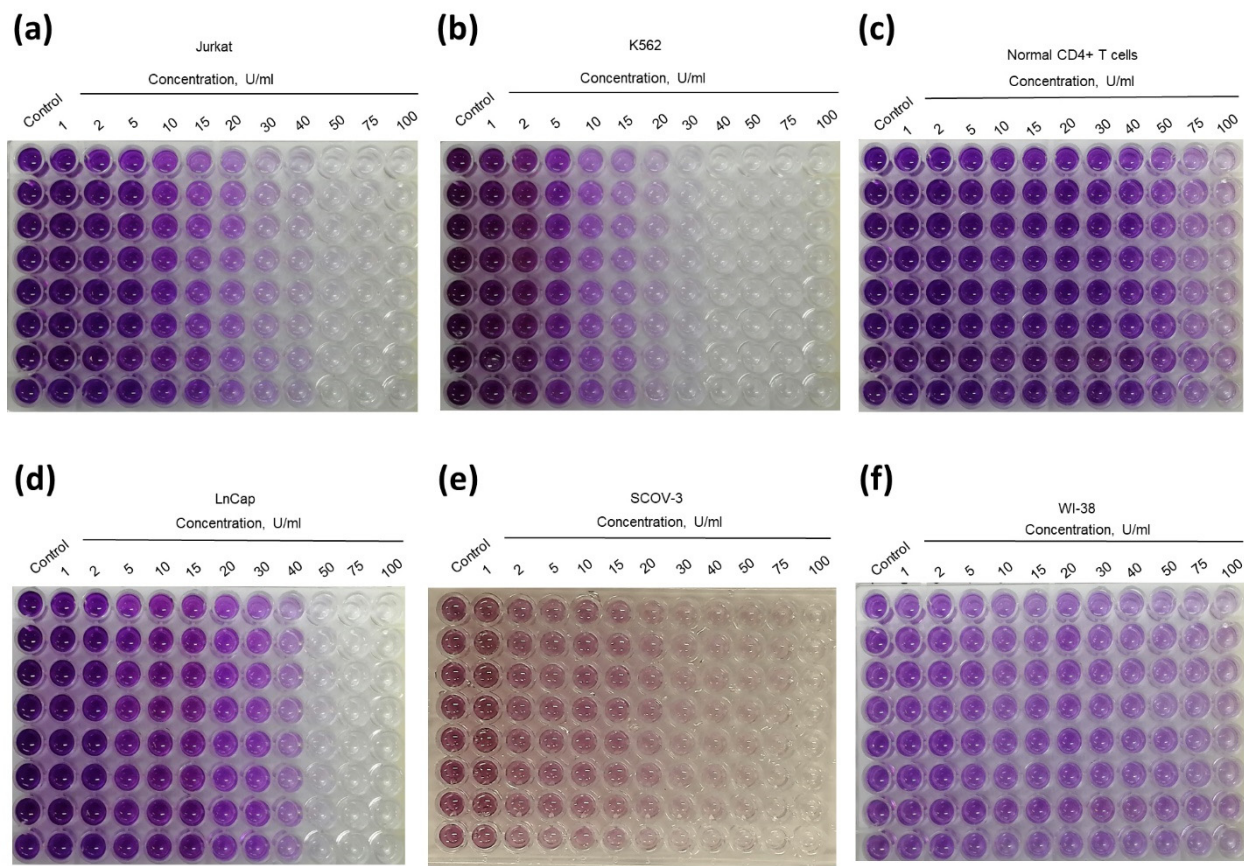 (a)
Jurkat
Concentration, U/ml
Control 1 2 5 10 15 20 30 40 50 75 100
(b)
K562
Concentration, U/ml
Control 1 2 5 10 15 20 30 40 50 75 100
(c)
Normal CD4+ T cells
Concentration, U/ml
Control 1 2 5 10 15 20 30 40 50 75 100
(d)
LnCap
Concentration, U/ml
Control 1 2 5 10 15 20 30 40 50 75 100
(e)
SCOV-3
Concentration, U/ml
Control 1 2 5 10 15 20 30 40 50 75 100
(f)
WI-38
Concentration, U/ml
Control 1 2 5 10 15 20 30 40 50 75 100